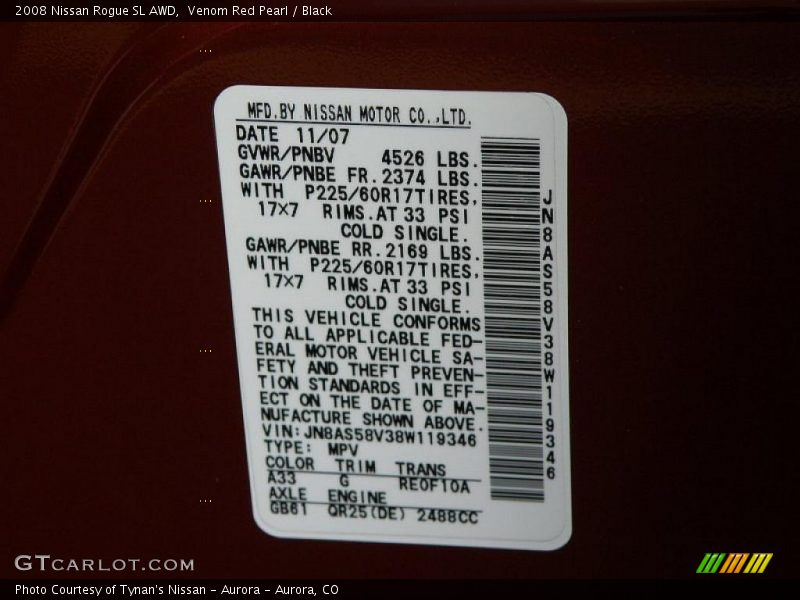 2008 Nissan Rogue SL AWD,  Venom Red Pearl / Black
MFD.BY NISSAN MOTOR CO.,LTD.
DATE 11/07
GVWR/PNBV 4526 LBS.
GAWR/PNBE FR. 2374 LBS.
WITH P225/60R17TIRES,
17×7 RIMS.AT 33 PSI
COLD SINGLE.
GAWR/PNBE RR. 2169 LBS.
WITH P225/60R17TIRES,
17×7 RIMS.AT 33 PSI
COLD SINGLE.
THIS VEHICLE CONFORMS
TO ALL APPLICABLE FED-
ERAL MOTOR VEHICLE SA-
FETY AND THEFT PREVEN-
TION STANDARDS IN EFF-
ECT ON THE DATE OF MA-
NUFACTURE SHOWN ABOVE.
VIN:JN8AS58V38W119346
TYPE: MPV
COLOR TRIM TRANS
A33 G RE0F10A
AXLE ENGINE
GB61 QR25(DE) 2488CC
JN8AS58V38W119346
GTCARLOT.COM
Photo Courtesy of Tynan's Nissan - Aurora - Aurora, CO